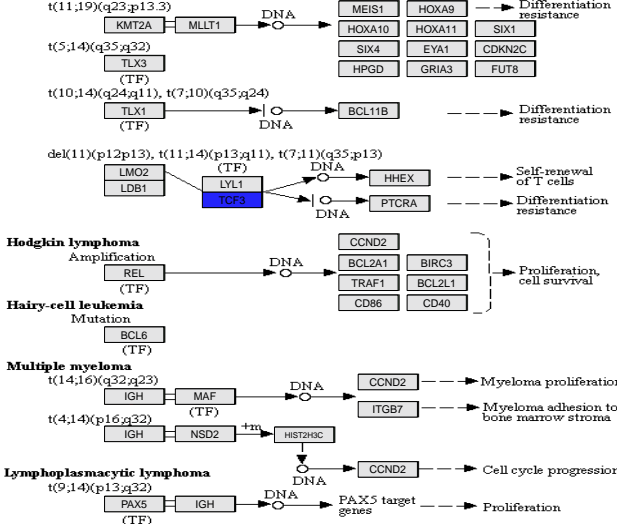 t(11;19)(q23;p13.3)
KMT2A MLLT1 DNA MEIS1 HOXA9 Differentiation
resistance
HOXA10 HOXA11 SIX1
t(5;14)(q35;q32) SIX4 EYA1 CDKN2C
TLX3 HPGD GRIA3 FUT8
(TF)
t(10;14)(q24;q11), t(7;10)(q35;q24)
TLX1 DNA BCL11B Differentiation
resistance
(TF)
del(11)(p12p13), t(11;14)(p13;q11), t(7;11)(q35;p13)
(TF)
LMO2 DNA HHEX Self-renewal
of T cells
LDB1 LYL1
TCF3 DNA PTCRA Differentiation
resistance
Hodgkin lymphoma CCND2
Amplification DNA BCL2A1 BIRC3 Proliferation,
cell survival
REL TRAF1 BCL2L1
(TF) CD86 CD40
Hairy-cell leukemia
Mutation
BCL6
(TF)
Multiple myeloma
t(14;16)(q32;q23)
IGH MAF DNA CCND2 Myeloma proliferation
(TF) ITGB7 Myeloma adhesion to
bone marrow stroma
t(4;14)(p16;q32)
IGH NSD2 +m HIST2H3C
DNA CCND2 Cell cycle progression
Lymphoplasmacytic lymphoma
t(9;14)(p13;q32)
PAX5 IGH DNA PAX5 target
genes Proliferation
(TF)